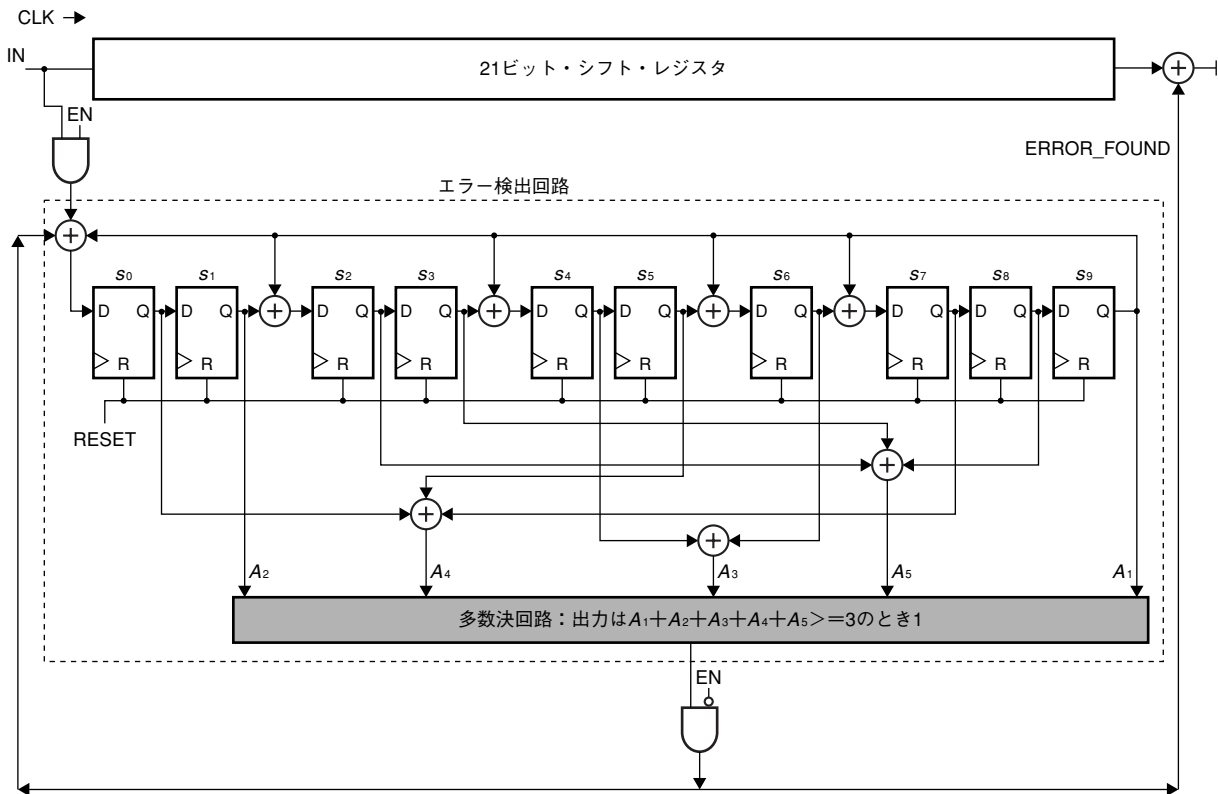 CLK
IN
21ビット・シフト・レジスタ
EN
ERROR_FOUND
エラー検出回路
s0 s1 s2 s3 s4 s5 s6 s7 s8 s9
D Q D Q D Q D Q D Q D Q D Q D Q D Q D Q
R R R R R R R R R R
RESET
A2 A4 A3 A5 A1
多数決回路：出力はA1＋A2＋A3＋A4＋A5＞＝3のとき1
EN